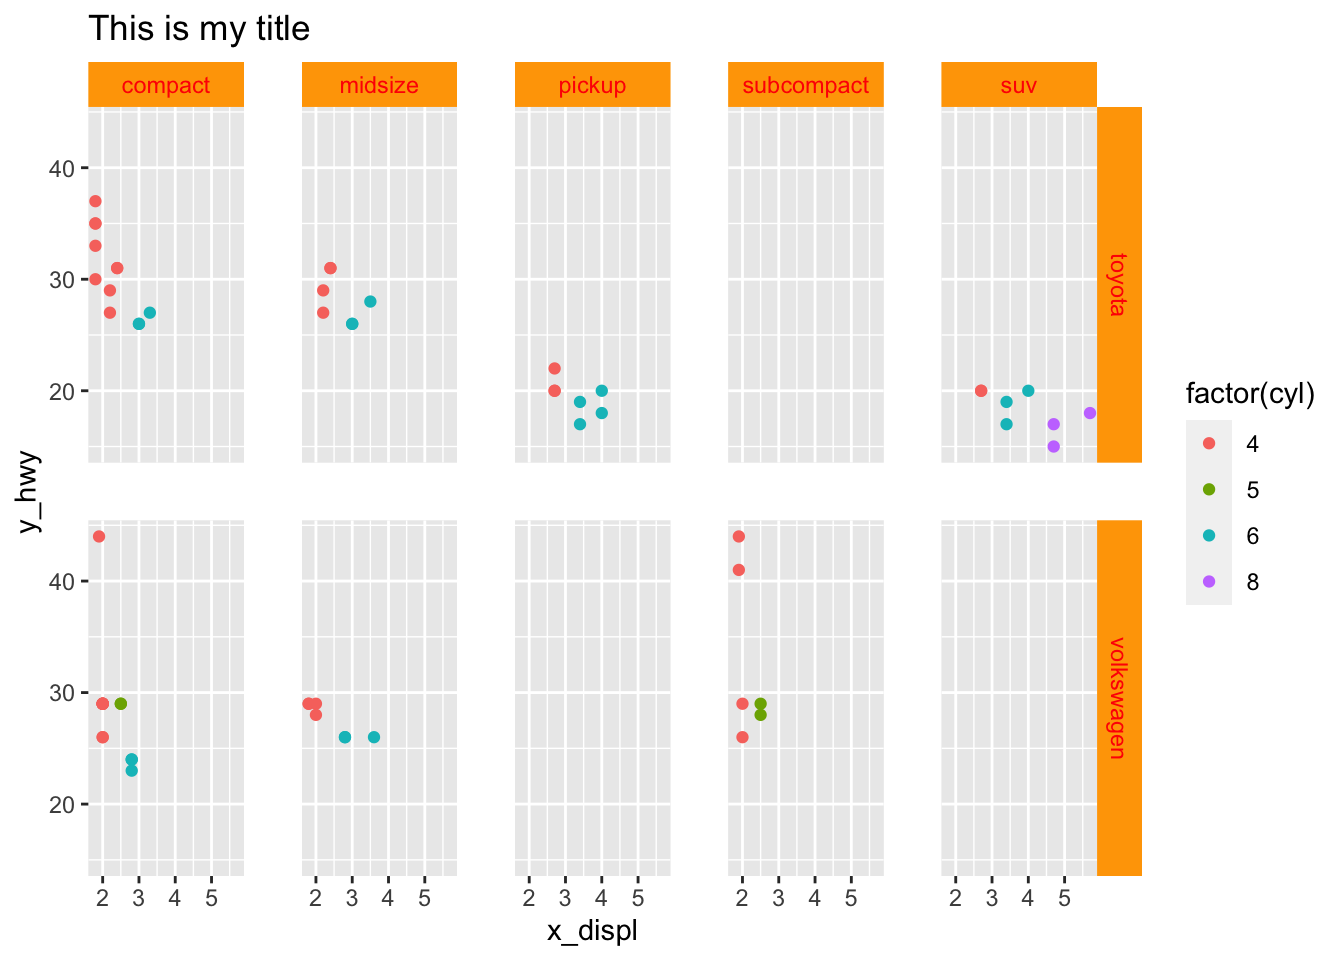 This is my title
compact midsize pickup subcompact suv
40
30
20
toyota
y_hwy
40
30
20
volkswagen
2 3 4 5 2 3 4 5 2 3 4 5 2 3 4 5 2 3 4 5
x_displ
factor(cyl)
4
5
6
8